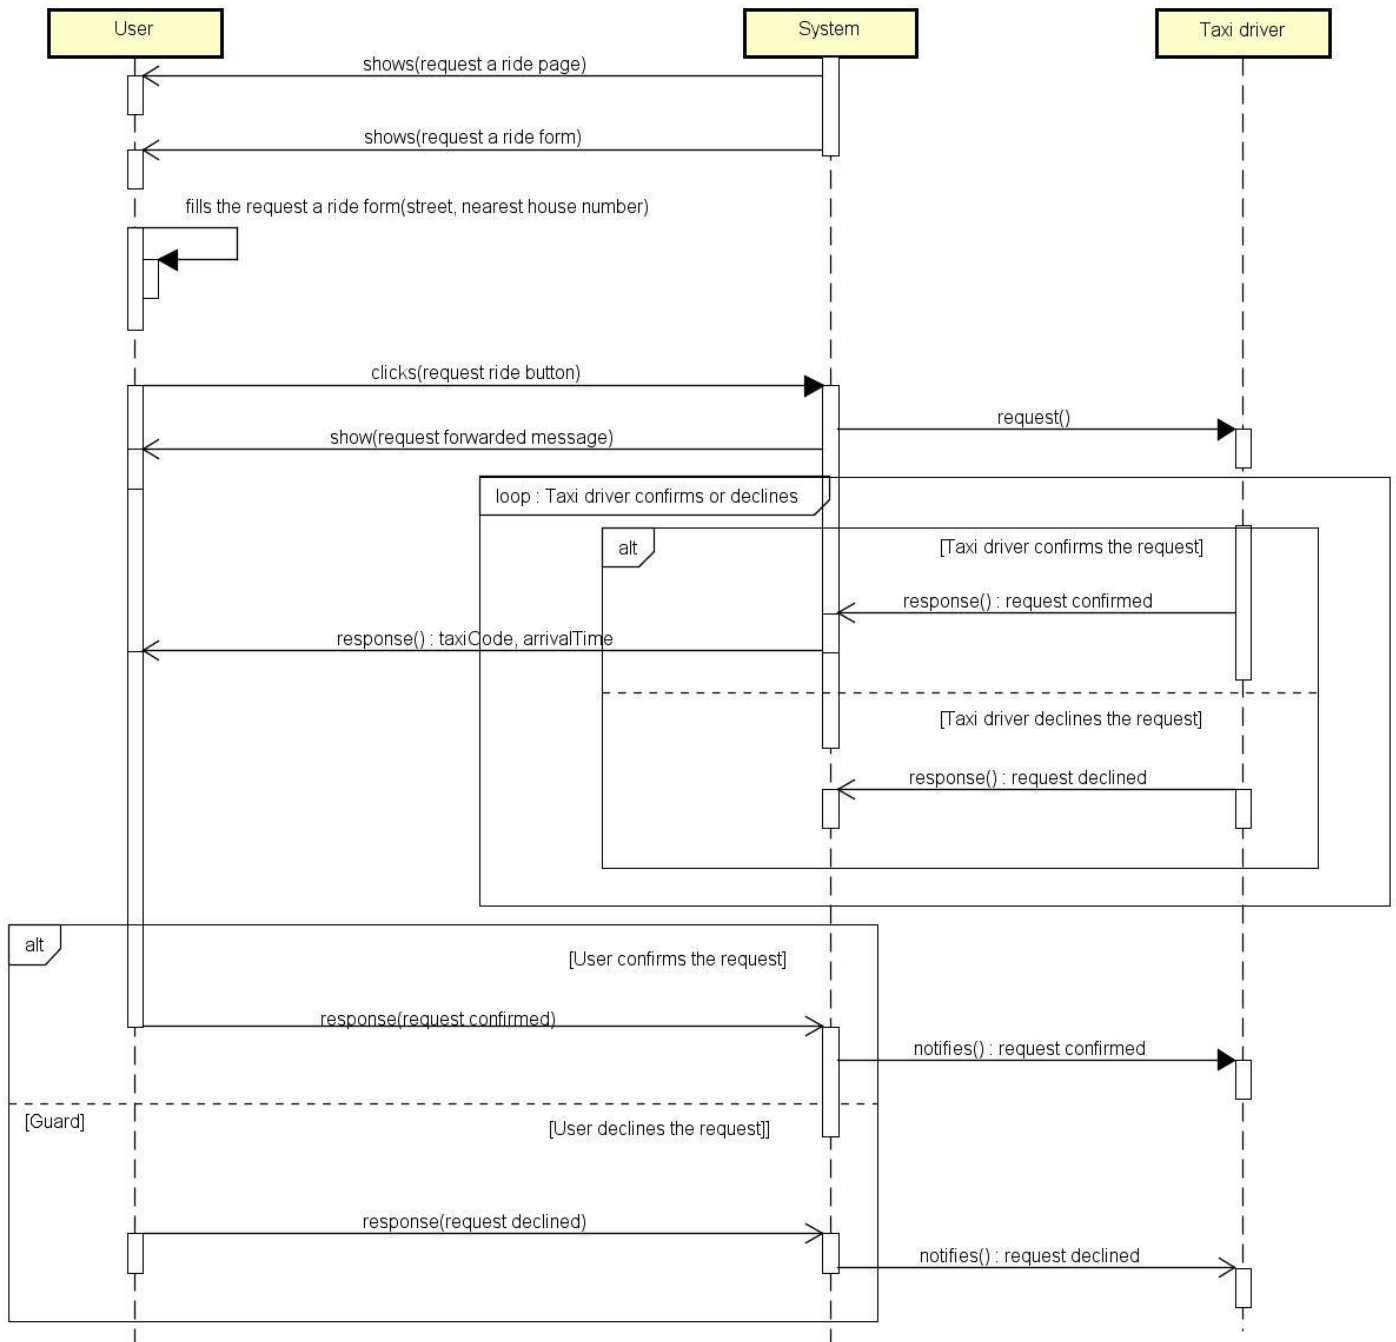 User
System
Taxi driver
shows(request a ride page)
shows(request a ride form)
fills the request a ride form(street, nearest house number)
clicks(request ride button)
request()
show(request forwarded message)
loop : Taxi driver confirms or declines
alt
[Taxi driver confirms the request]
response() : request confirmed
response() : taxiCode, arrivalTime
[Taxi driver declines the request]
response() : request declined
alt
[User confirms the request]
response(request confirmed)
notifies() : request confirmed
[Guard]
[User declines the request]]
response(request declined)
notifies() : request declined